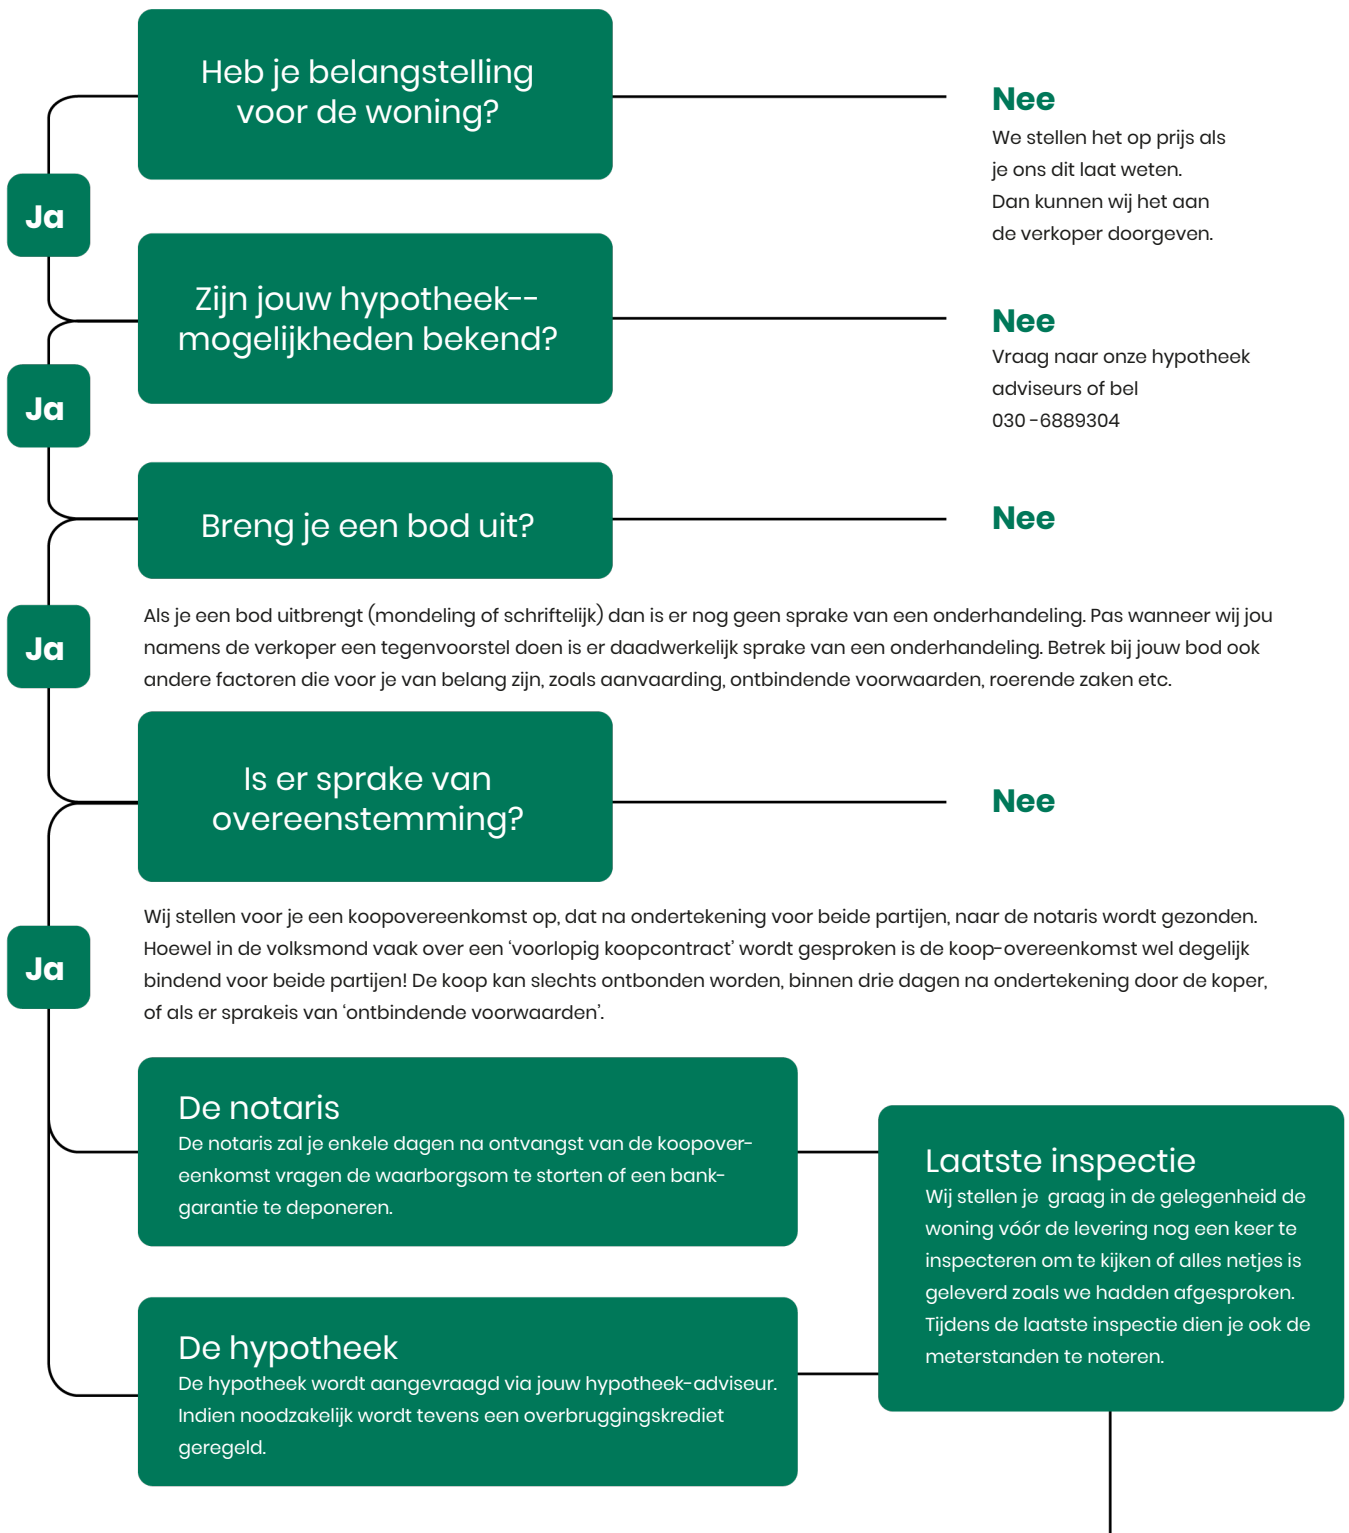 Heb je belangstelling
voor de woning?
Nee
We stellen het op prijs als
je ons dit laat weten.
Dan kunnen wij het aan
de verkoper doorgeven.
Ja
Zijn jouw hypotheek--
mogelijkheden bekend?
Nee
Vraag naar onze hypotheek
adviseurs of bel
030 -6889304
Ja
Breng je een bod uit?
Nee
Ja
Als je een bod uitbrengt (mondeling of schriftelijk) dan is er nog geen sprake van een onderhandeling. Pas wanneer wij jou
namens de verkoper een tegenvoorstel doen is er daadwerkelijk sprake van een onderhandeling. Betrek bij jouw bod ook
andere factoren die voor je van belang zijn, zoals aanvaarding, ontbindende voorwaarden, roerende zaken etc.
Is er sprake van
overeenstemming?
Nee
Ja
Wij stellen voor je een koopovereenkomst op, dat na ondertekening voor beide partijen, naar de notaris wordt gezonden.
Hoewel in de volksmond vaak over een ‘voorlopig koopcontract’ wordt gesproken is de koop-overeenkomst wel degelijk
bindend voor beide partijen! De koop kan slechts ontbonden worden, binnen drie dagen na ondertekening door de koper,
of als er sprakeis van ‘ontbindende voorwaarden’.
De notaris
De notaris zal je enkele dagen na ontvangst van de koopover-
eenkomst vragen de waarborgsom te storten of een bank-
garantie te deponeren.
Laatste inspectie
Wij stellen je graag in de gelegenheid de
woning vóór de levering nog een keer te
inspecteren om te kijken of alles netjes is
geleverd zoals we hadden afgesproken.
Tijdens de laatste inspectie dien je ook de
meterstanden te noteren.
De hypotheek
De hypotheek wordt aangevraagd via jouw hypotheek-adviseur.
Indien noodzakelijk wordt tevens een overbruggingskrediet
geregeld.